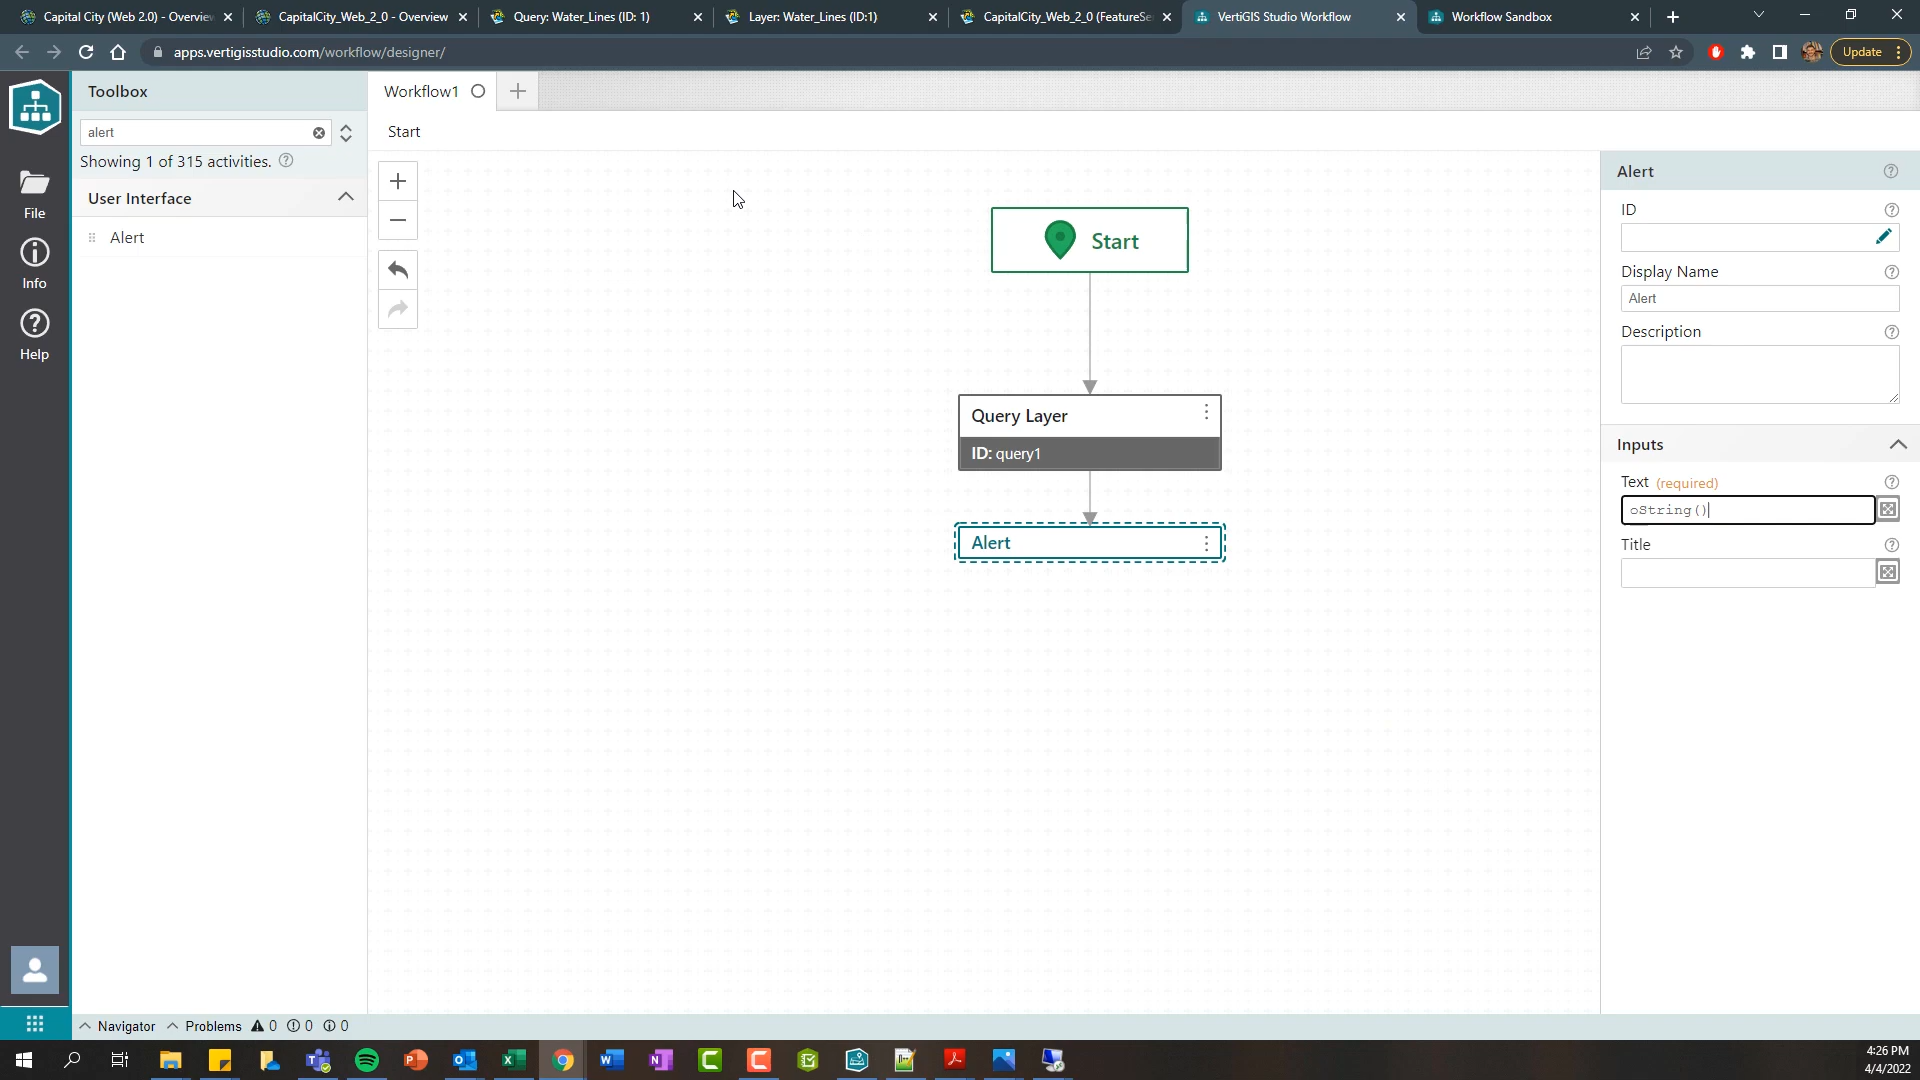 Capital City (Web 2.0) - Overview
CapitalCity_Web_2_0 - Overview
Query: Water_Lines (ID: 1)
Layer: Water_Lines (ID:1)
CapitalCity_Web_2_0 (FeatureSe
VertiGIS Studio Workflow
Workflow Sandbox
apps.vertigisstudio.com/workflow/designer/
Update
Toolbox
alert
Showing 1 of 315 activities.
User Interface
Alert
File
Info
Help
Workflow1
Start
Start
Query Layer
ID: query1
Alert
Alert
ID
Display Name
Alert
Description
Inputs
Text (required)
oString()
Title
Navigator
Problems
0
0
0
4:26 PM
4/4/2022